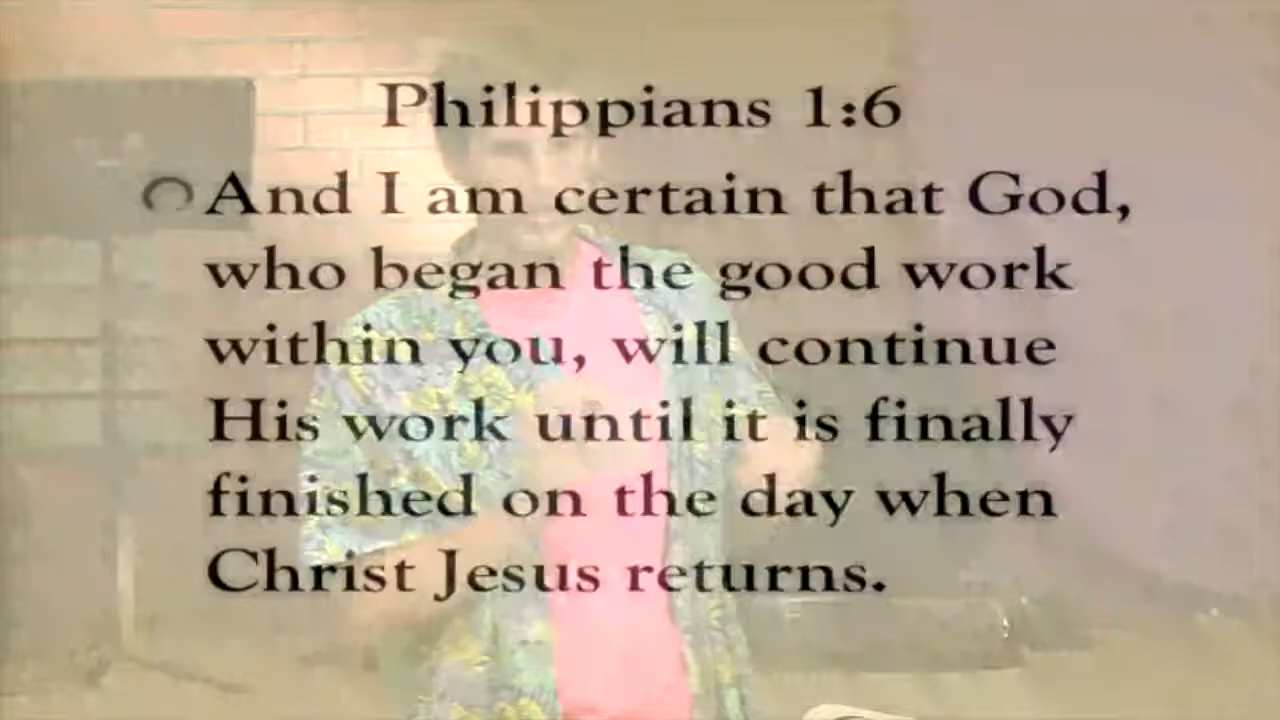 Philippians 1:6
And I am certain that God,
who began the good work
within you, will continue
His work until it is finally
finished on the day when
Christ Jesus returns.